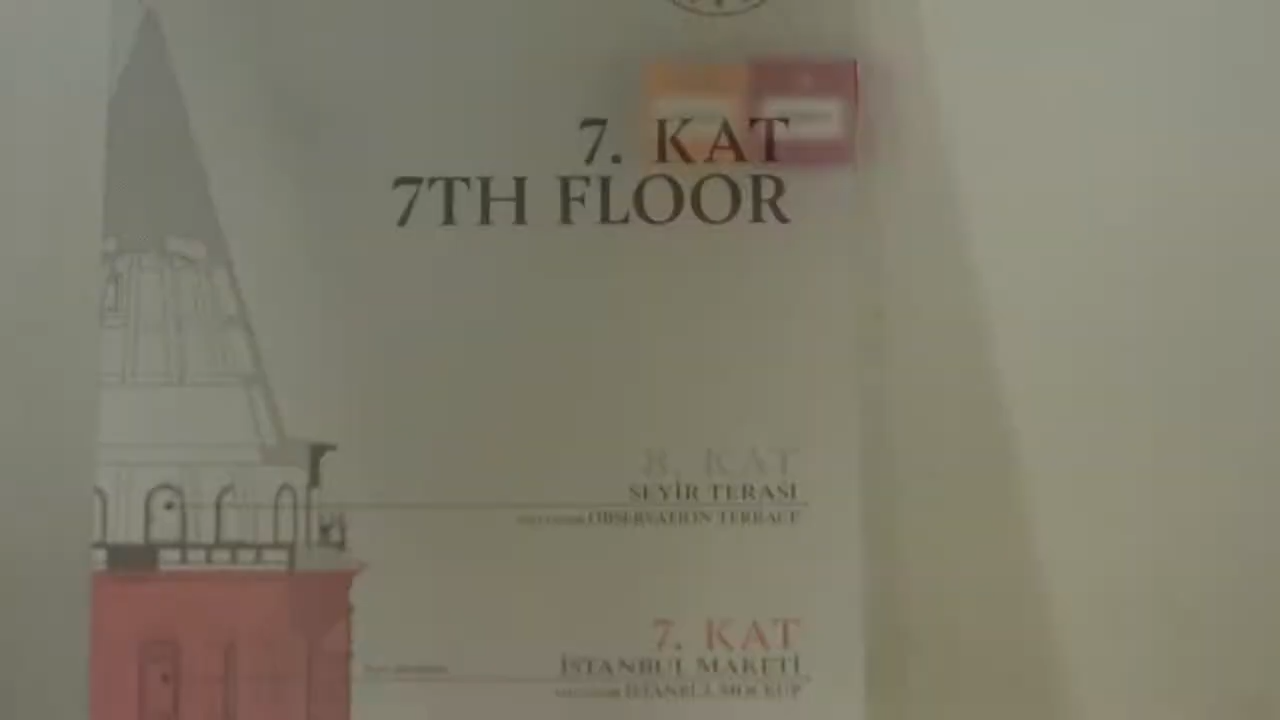 7. KAT
7TH FLOOR
8. KAT
SEYİR TERASI
OBSERVATION TERRACE
7. KAT
İSTANBUL MAKETİ
İSTANBUL MOCKUP